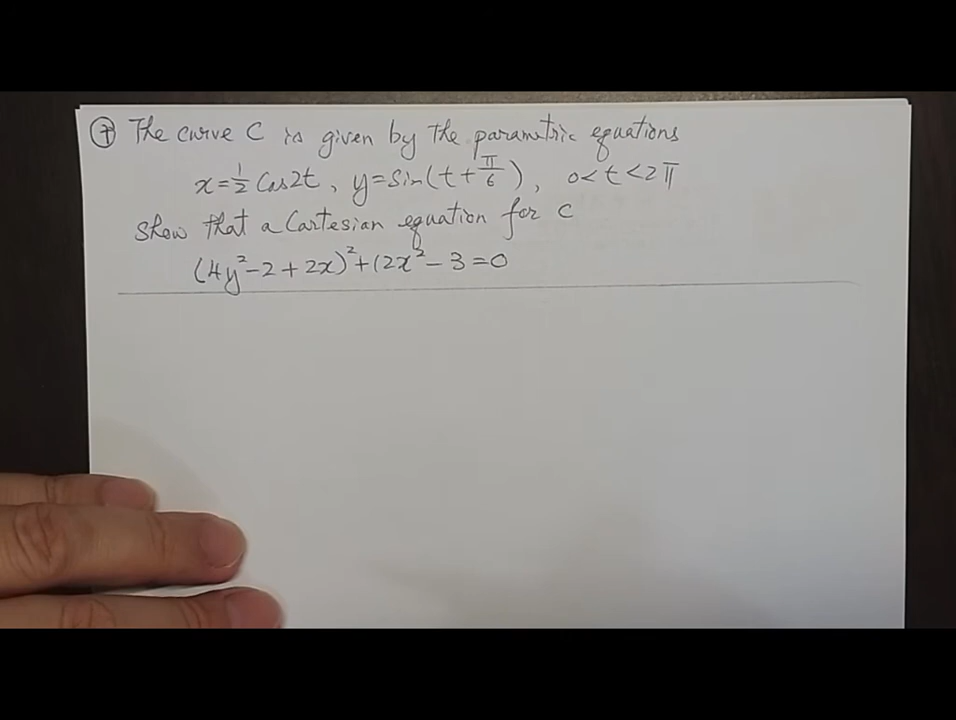 ⑦ The curve C is given by the parametric equations
x=1/2 Cos2t, y=Sin(t+π/6), 0<t<2π
Show that a Cartesian equation for C
(4y²-2+2x)²+12x²-3=0